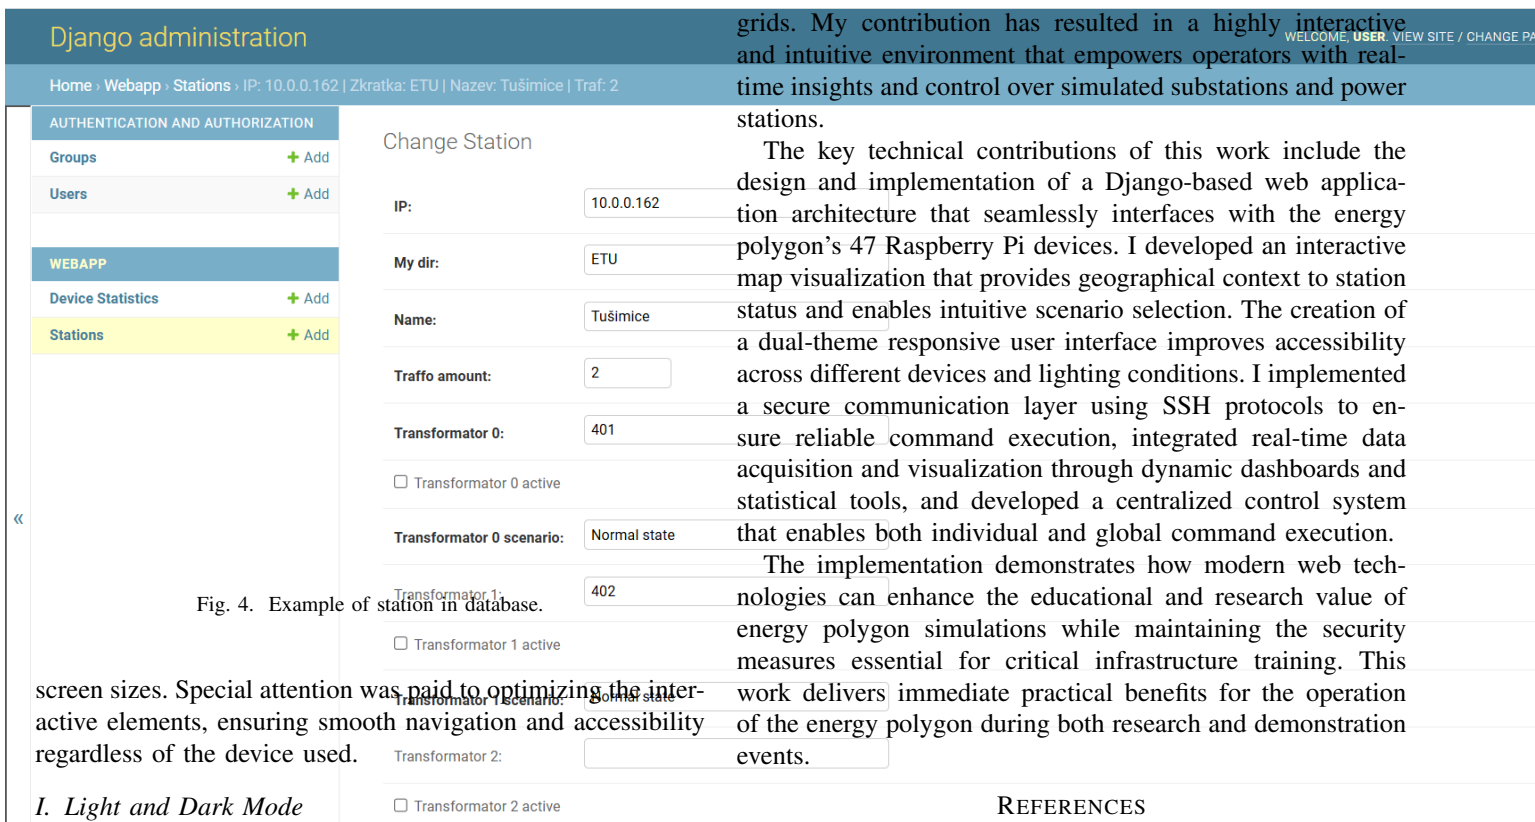 Django administration
WELCOME, USER. VIEW SITE / CHANGE PA
Home › Webapp › Stations › IP: 10.0.0.162 | Zkratka: ETU | Nazev: Tušimice | Traf: 2
AUTHENTICATION AND AUTHORIZATION
Groups + Add
Users + Add
WEBAPP
Device Statistics + Add
Stations + Add
«
Change Station
IP: 10.0.0.162
My dir: ETU
Name: Tušimice
Traffo amount: 2
Transformator 0: 401
Transformator 0 active
Transformator 0 scenario: Normal state
Transformator 1: 402
Transformator 1 active
Transformator 1 scenario: Normal state
Transformator 2:
Transformator 2 active
Fig. 4. Example of station in database.
screen sizes. Special attention was paid to optimizing the inter-
active elements, ensuring smooth navigation and accessibility
regardless of the device used.
I. Light and Dark Mode
grids. My contribution has resulted in a highly interactive
and intuitive environment that empowers operators with real-
time insights and control over simulated substations and power
stations.
The key technical contributions of this work include the
design and implementation of a Django-based web applica-
tion architecture that seamlessly interfaces with the energy
polygon's 47 Raspberry Pi devices. I developed an interactive
map visualization that provides geographical context to station
status and enables intuitive scenario selection. The creation of
a dual-theme responsive user interface improves accessibility
across different devices and lighting conditions. I implemented
a secure communication layer using SSH protocols to en-
sure reliable command execution, integrated real-time data
acquisition and visualization through dynamic dashboards and
statistical tools, and developed a centralized control system
that enables both individual and global command execution.
The implementation demonstrates how modern web tech-
nologies can enhance the educational and research value of
energy polygon simulations while maintaining the security
measures essential for critical infrastructure training. This
work delivers immediate practical benefits for the operation
of the energy polygon during both research and demonstration
events.
REFERENCES